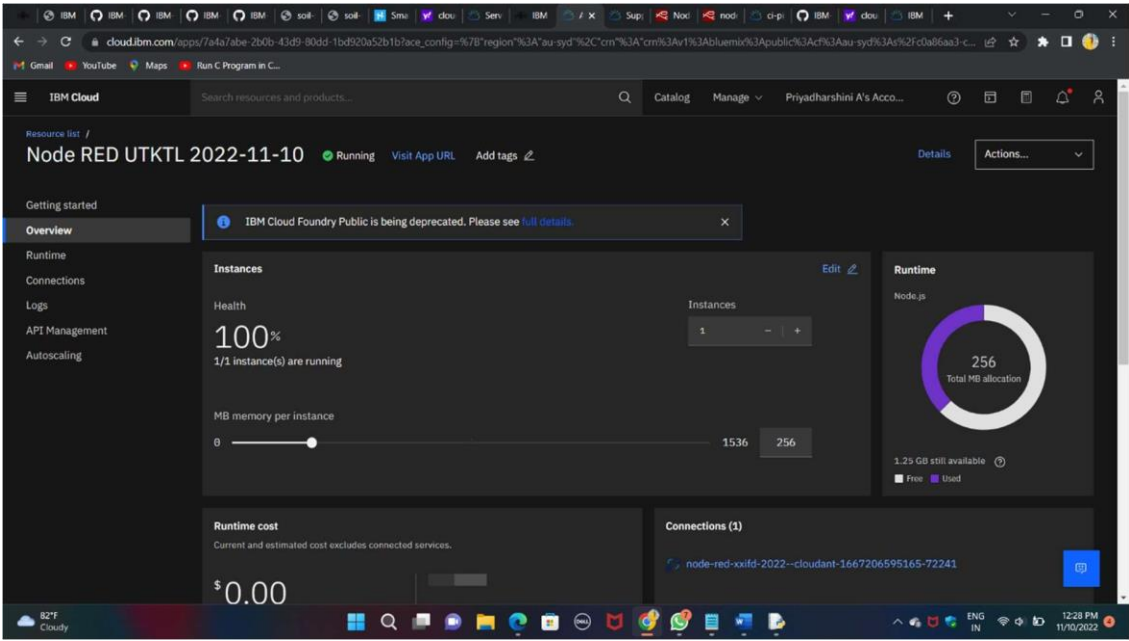 IBM IBM IBM IBM soil- soil- Sma clou Serv IBM / Sup Nod node ci-pi IBM clou IBM
cloud.ibm.com/apps/7a4a7abe-2b0b-43d9-80dd-1bd920a52b1b?ace_config=%7B"region"%3A"au-syd"%2C"crn"%3A"crn%3Av1%3Abluemix%3Apublic%3Acf%3Aau-syd%3As%2Fc0a86aa3-c...
Gmail YouTube Maps Run C Program in C...
IBM Cloud Search resources and products... Catalog Manage Priyadharshini A's Acco...
Resource list /
Node RED UTKTL 2022-11-10 Running Visit App URL Add tags Details Actions...
Getting started
Overview
Runtime
Connections
Logs
API Management
Autoscaling
IBM Cloud Foundry Public is being deprecated. Please see full details.
Instances Edit
Health
100%
1/1 instance(s) are running
Instances
1 - +
MB memory per instance
0 1536 256
Runtime
Node.js
256
Total MB allocation
1.25 GB still available
Free Used
Runtime cost
Current and estimated cost excludes connected services.
$0.00
Connections (1)
node-red-xxifd-2022--cloudant-1667206595165-72241
82°F
Cloudy
ENG
IN
12:28 PM
11/10/2022
4